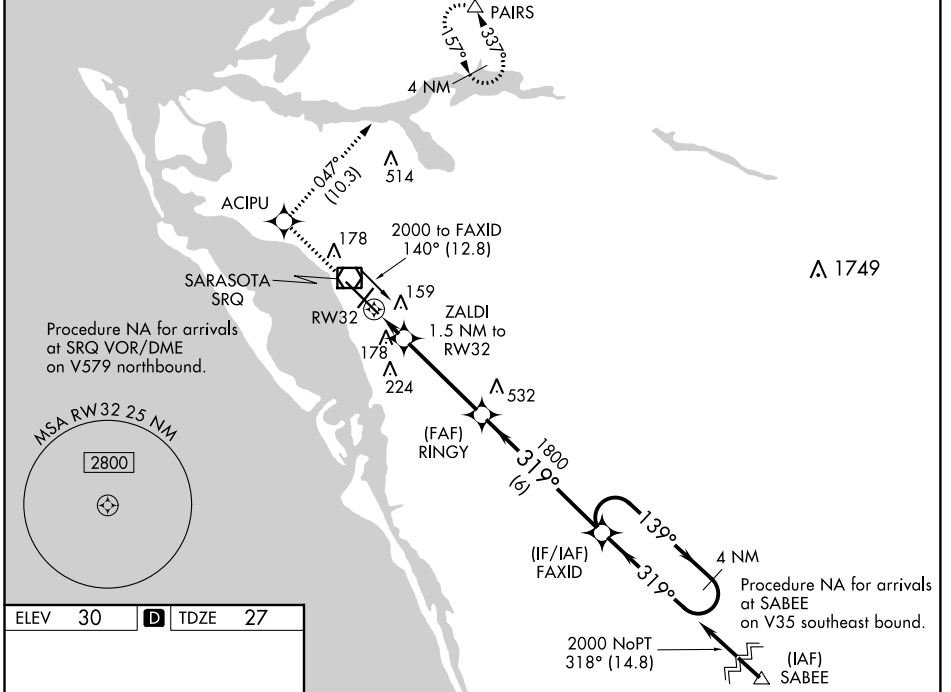 PAIRS
157°
337°
4 NM
047°
(10.3)
514
ACIPU
178
2000 to FAXID
140° (12.8)
SARASOTA
SRQ
1749
159
RW32
ZALDI
1.5 NM to
RW32
178
224
Procedure NA for arrivals
at SRQ VOR/DME
on V579 northbound.
532
(FAF)
RINGY
MSA RW32 25 NM
2800
1800
319°
(6)
139°
(IF/IAF)
FAXID
4 NM
319°
Procedure NA for arrivals
at SABEE
on V35 southeast bound.
ELEV 30 D TDZE 27
2000 NoPT
318° (14.8)
(IAF)
SABEE